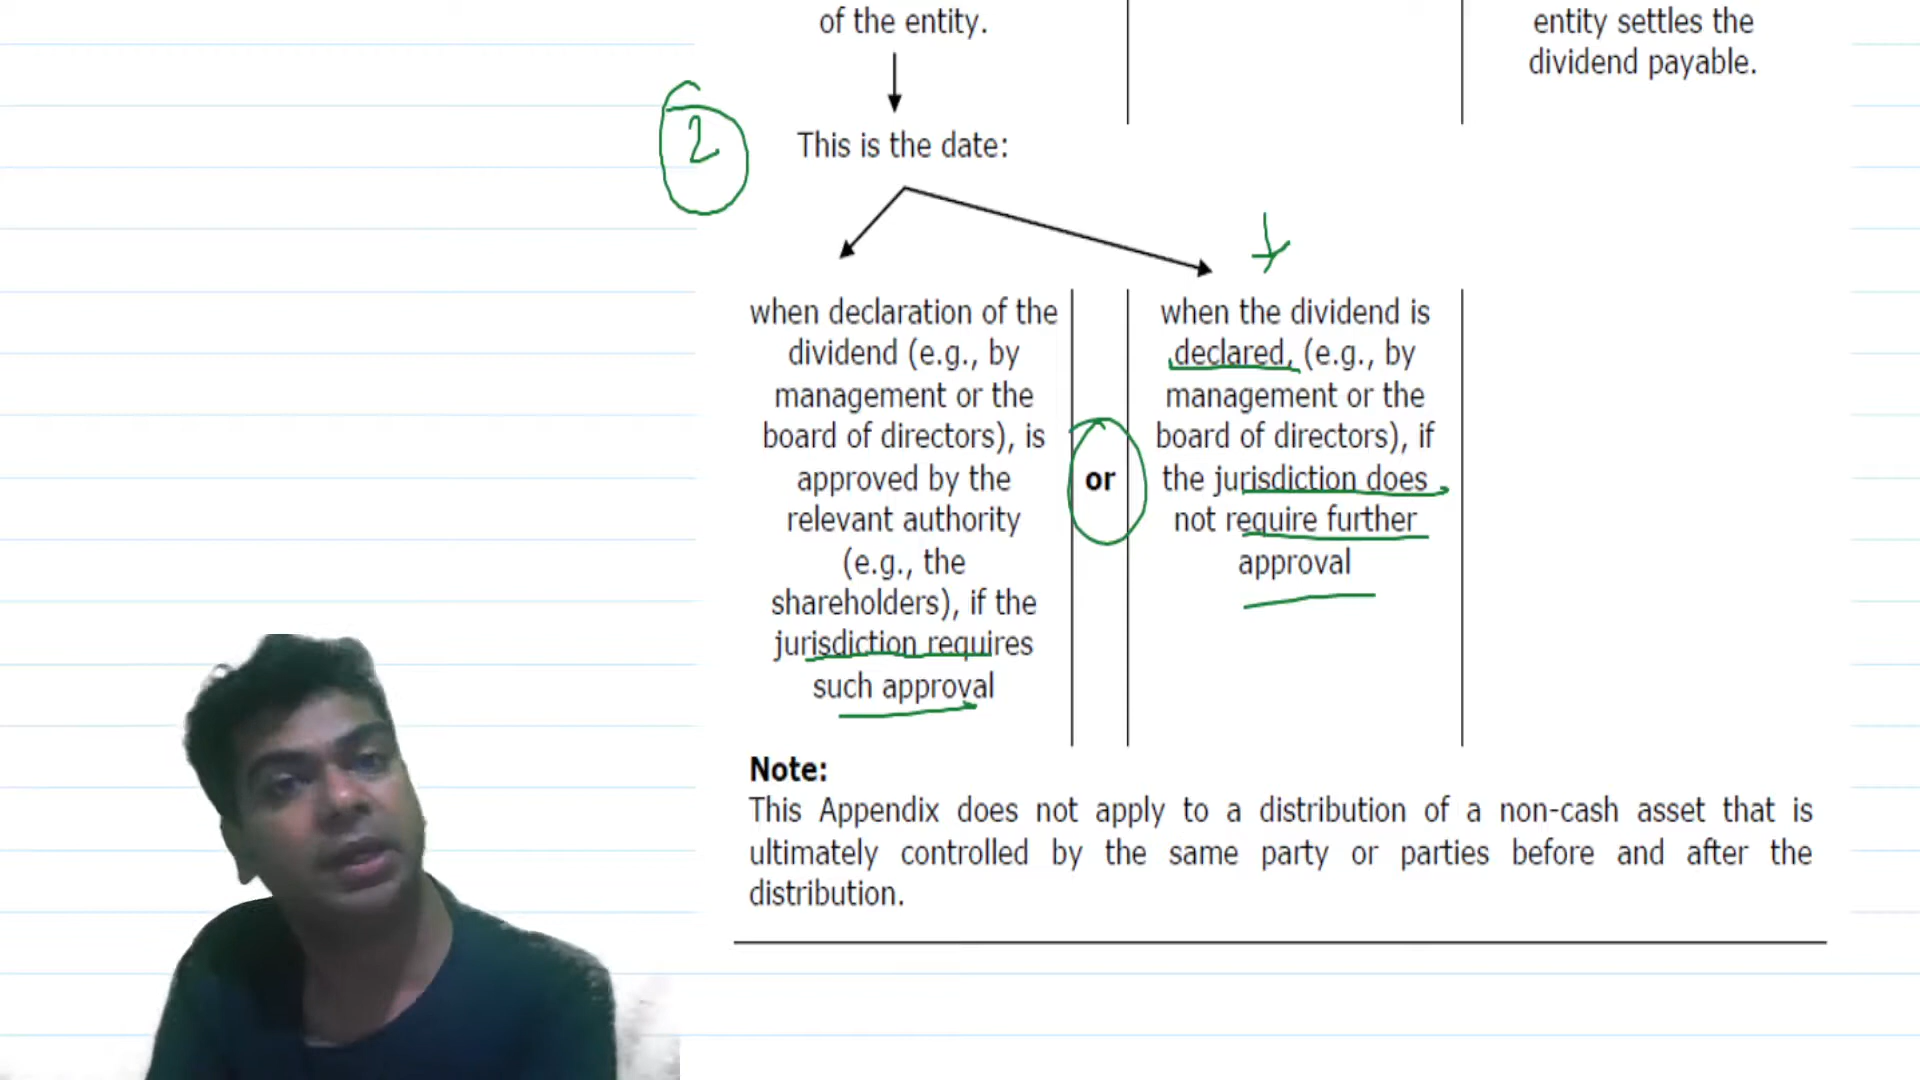 of the entity.
entity settles the
dividend payable.
2
This is the date:
when declaration of the
dividend (e.g., by
management or the
board of directors), is
approved by the
relevant authority
(e.g., the
shareholders), if the
jurisdiction requires
such approval
or
when the dividend is
declared, (e.g., by
management or the
board of directors), if
the jurisdiction does
not require further
approval
Note:
This Appendix does not apply to a distribution of a non-cash asset that is
ultimately controlled by the same party or parties before and after the
distribution.